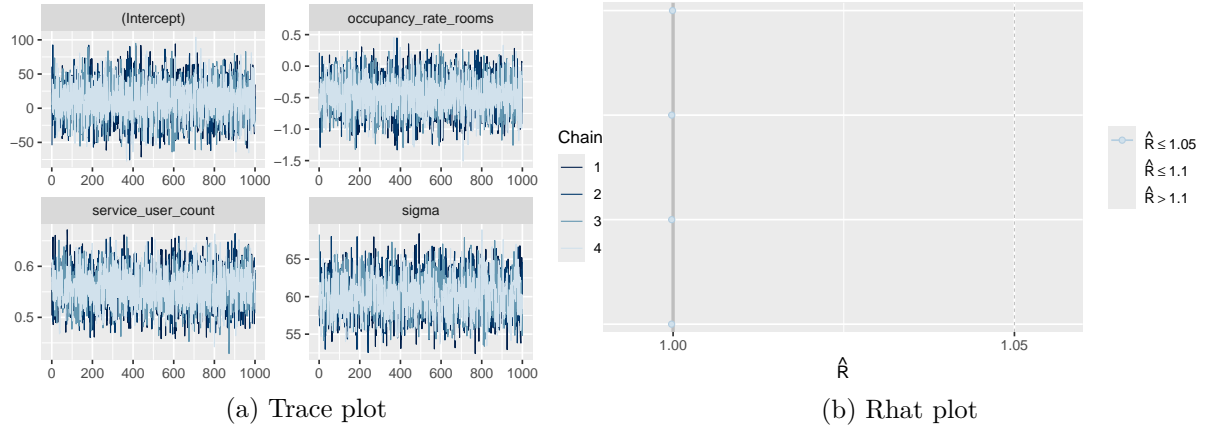 (Intercept)
occupancy_rate_rooms
100
50
0
−50
0.5
0.0
−0.5
−1.0
−1.5
0 200 400 600 800 1000
0 200 400 600 800 1000
service_user_count
sigma
0.6
0.5
65
60
55
0 200 400 600 800 1000
0 200 400 600 800 1000
Chain
1
2
3
4
(a) Trace plot
1.00
1.05
R̂
R̂ ≤ 1.05
R̂ ≤ 1.1
R̂ > 1.1
(b) Rhat plot